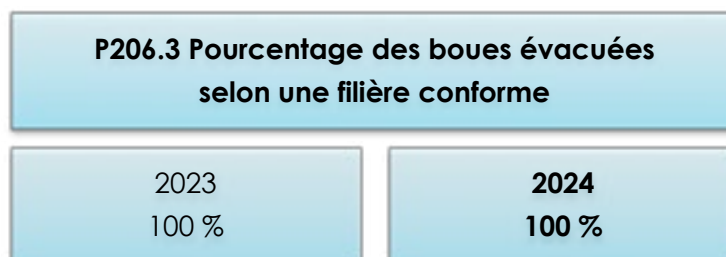 P206.3 Pourcentage des boues évacuées
selon une filière conforme
2023
100 %
2024
100 %